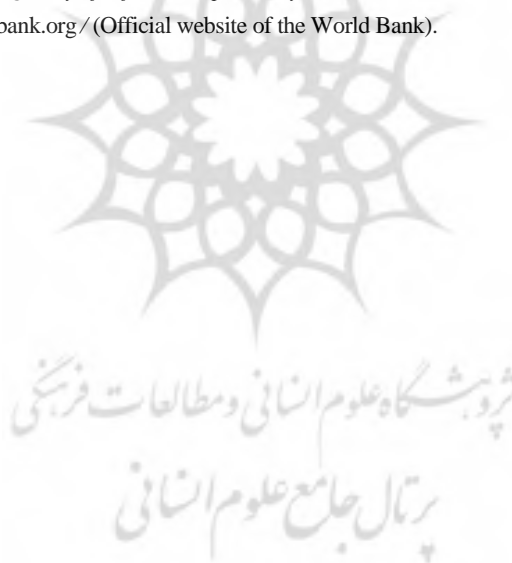 bank.org/(Official website of the World Bank).
پژوهشگاه علوم انسانی و مطالعات فرهنگی
پرتال جامع علوم انسانی